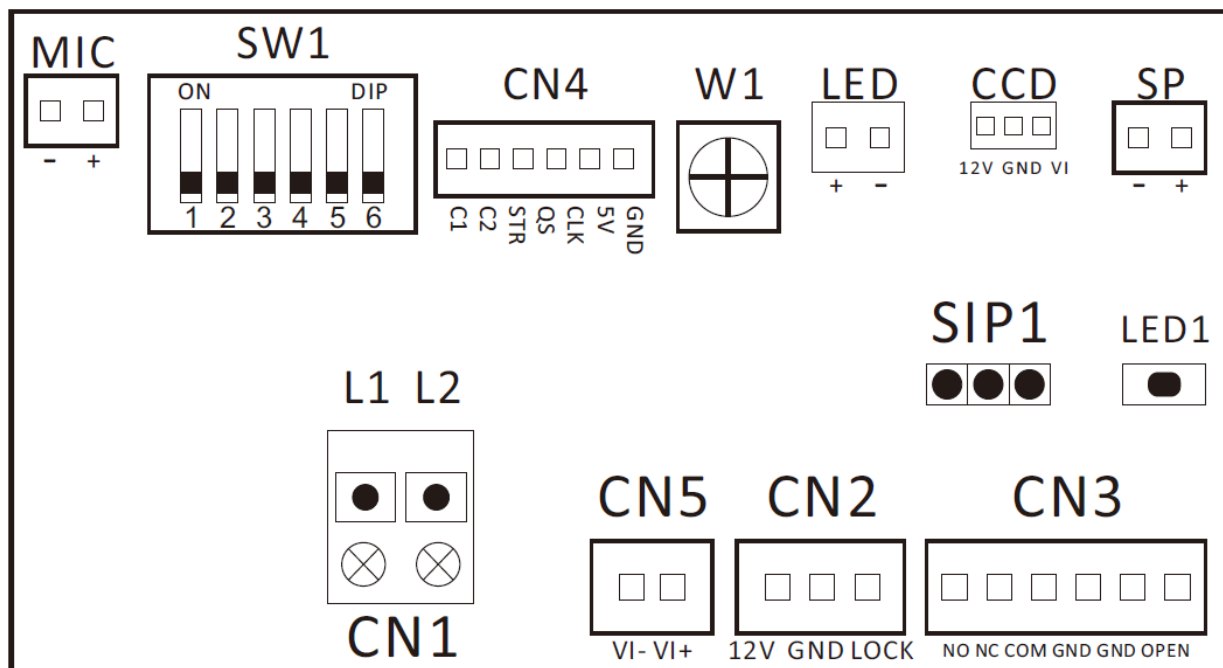 MIC SW1 CN4 W1 LED CCD SP
ON DIP
- +
1 2 3 4 5 6
C1 C2 STR QS CLK 5V GND
+ -
12V GND VI
- +
SIP1 LED1
L1 L2
CN1
CN5 CN2 CN3
VI- VI+
12V GND LOCK
NO NC COM GND GND OPEN